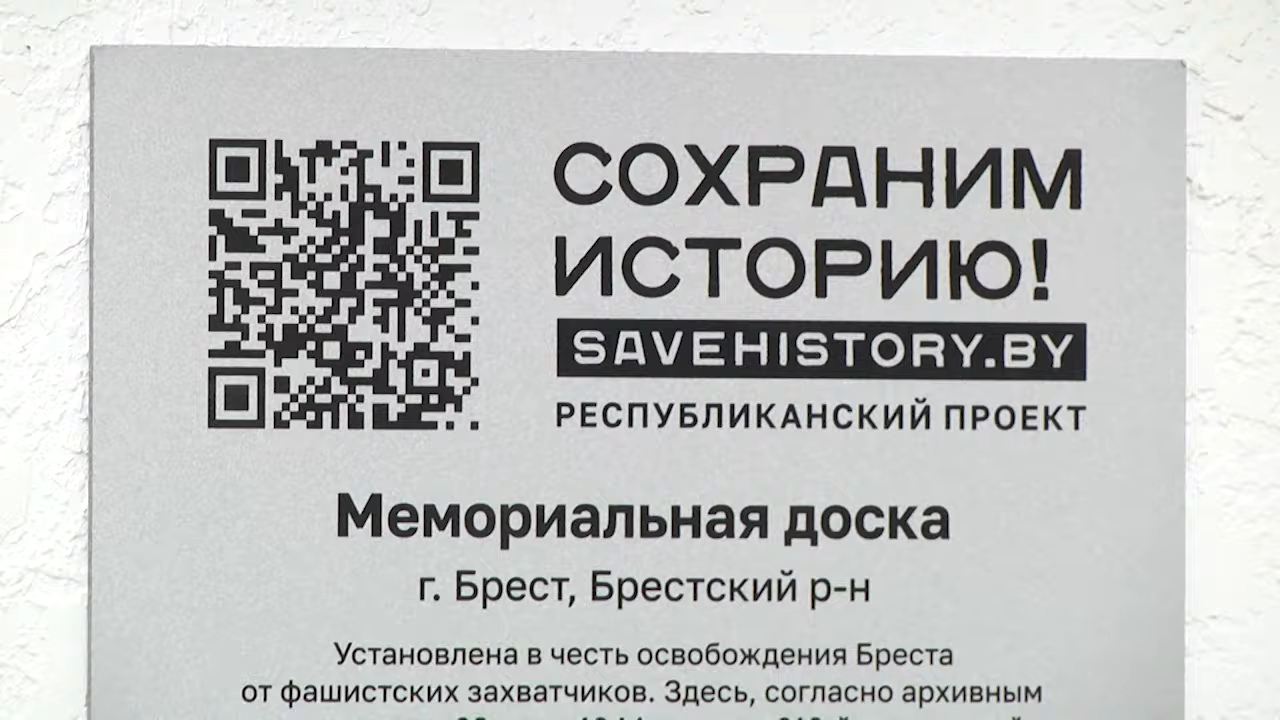 СОХРАНИМ
ИСТОРИЮ!
SAVEHISTORY.BY
РЕСПУБЛИКАНСКИЙ ПРОЕКТ
Мемориальная доска
г. Брест, Брестский р-н
Установлена в честь освобождения Бреста
от фашистских захватчиков. Здесь, согласно архивным